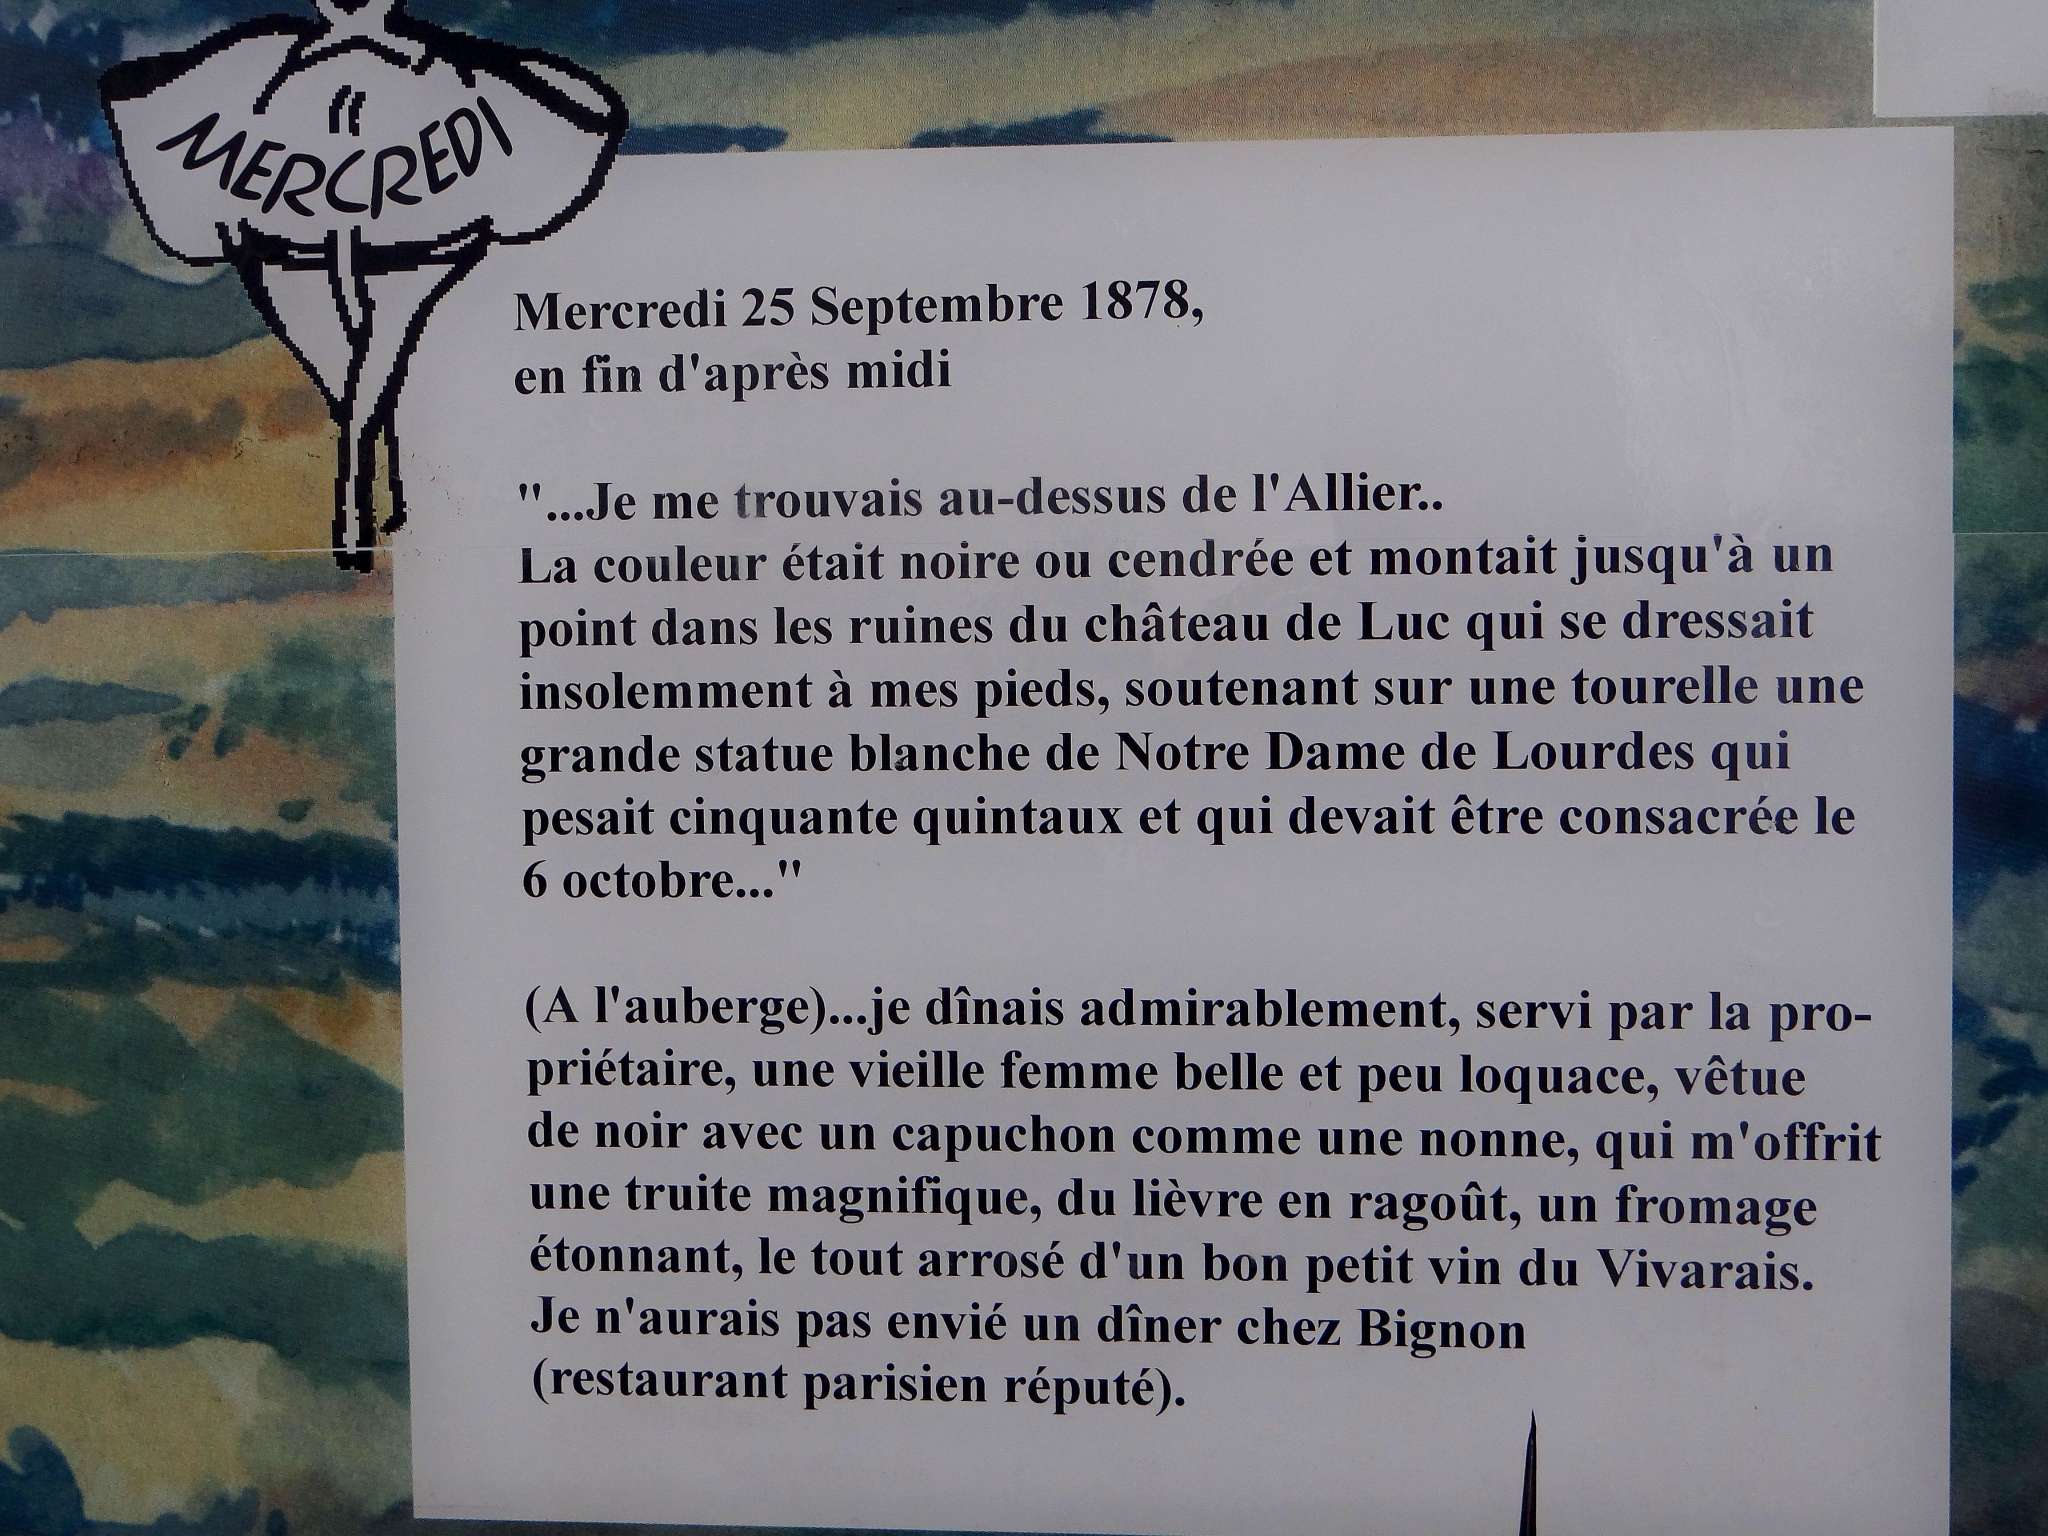 MERCREDI
Mercredi 25 Septembre 1878,
en fin d'après midi
"...Je me trouvais au-dessus de l'Allier..
La couleur était noire ou cendrée et montait jusqu'à un
point dans les ruines du château de Luc qui se dressait
insolemment à mes pieds, soutenant sur une tourelle une
grande statue blanche de Notre Dame de Lourdes qui
pesait cinquante quintaux et qui devait être consacrée le
6 octobre..."
(A l'auberge)...je dînais admirablement, servi par la pro-
priétaire, une vieille femme belle et peu loquace, vêtue
de noir avec un capuchon comme une nonne, qui m'offrit
une truite magnifique, du lièvre en ragoût, un fromage
étonnant, le tout arrosé d'un bon petit vin du Vivarais.
Je n'aurais pas envié un dîner chez Bignon
(restaurant parisien réputé).